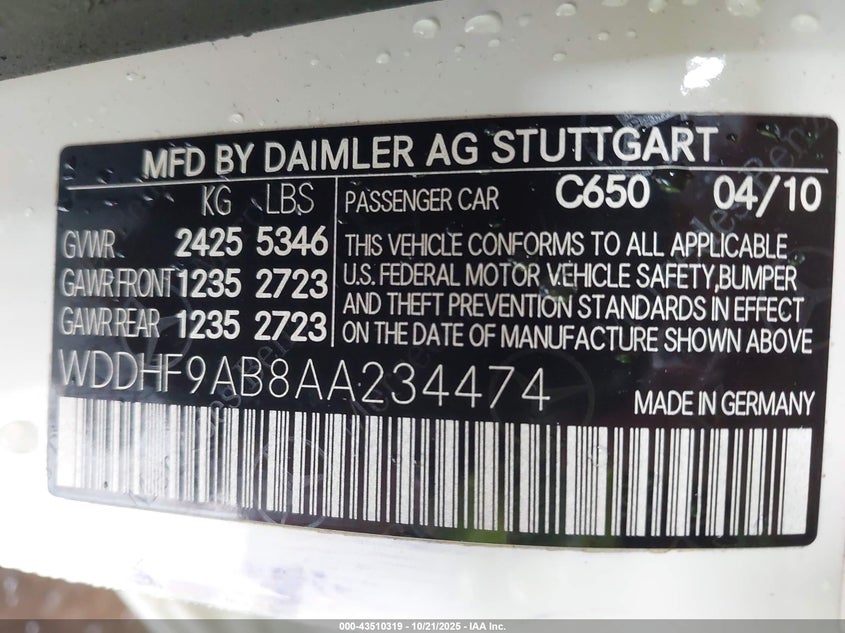 MFD BY DAIMLER AG STUTTGART
KG LBS
GVWR 2425 5346
GAWR FRONT 1235 2723
GAWR REAR 1235 2723
PASSENGER CAR C650 04/10
THIS VEHICLE CONFORMS TO ALL APPLICABLE
U.S. FEDERAL MOTOR VEHICLE SAFETY,BUMPER
AND THEFT PREVENTION STANDARDS IN EFFECT
ON THE DATE OF MANUFACTURE SHOWN ABOVE
WDDHF9AB8AA234474
MADE IN GERMANY
000-43510319 - 10/21/2025 - IAA Inc.